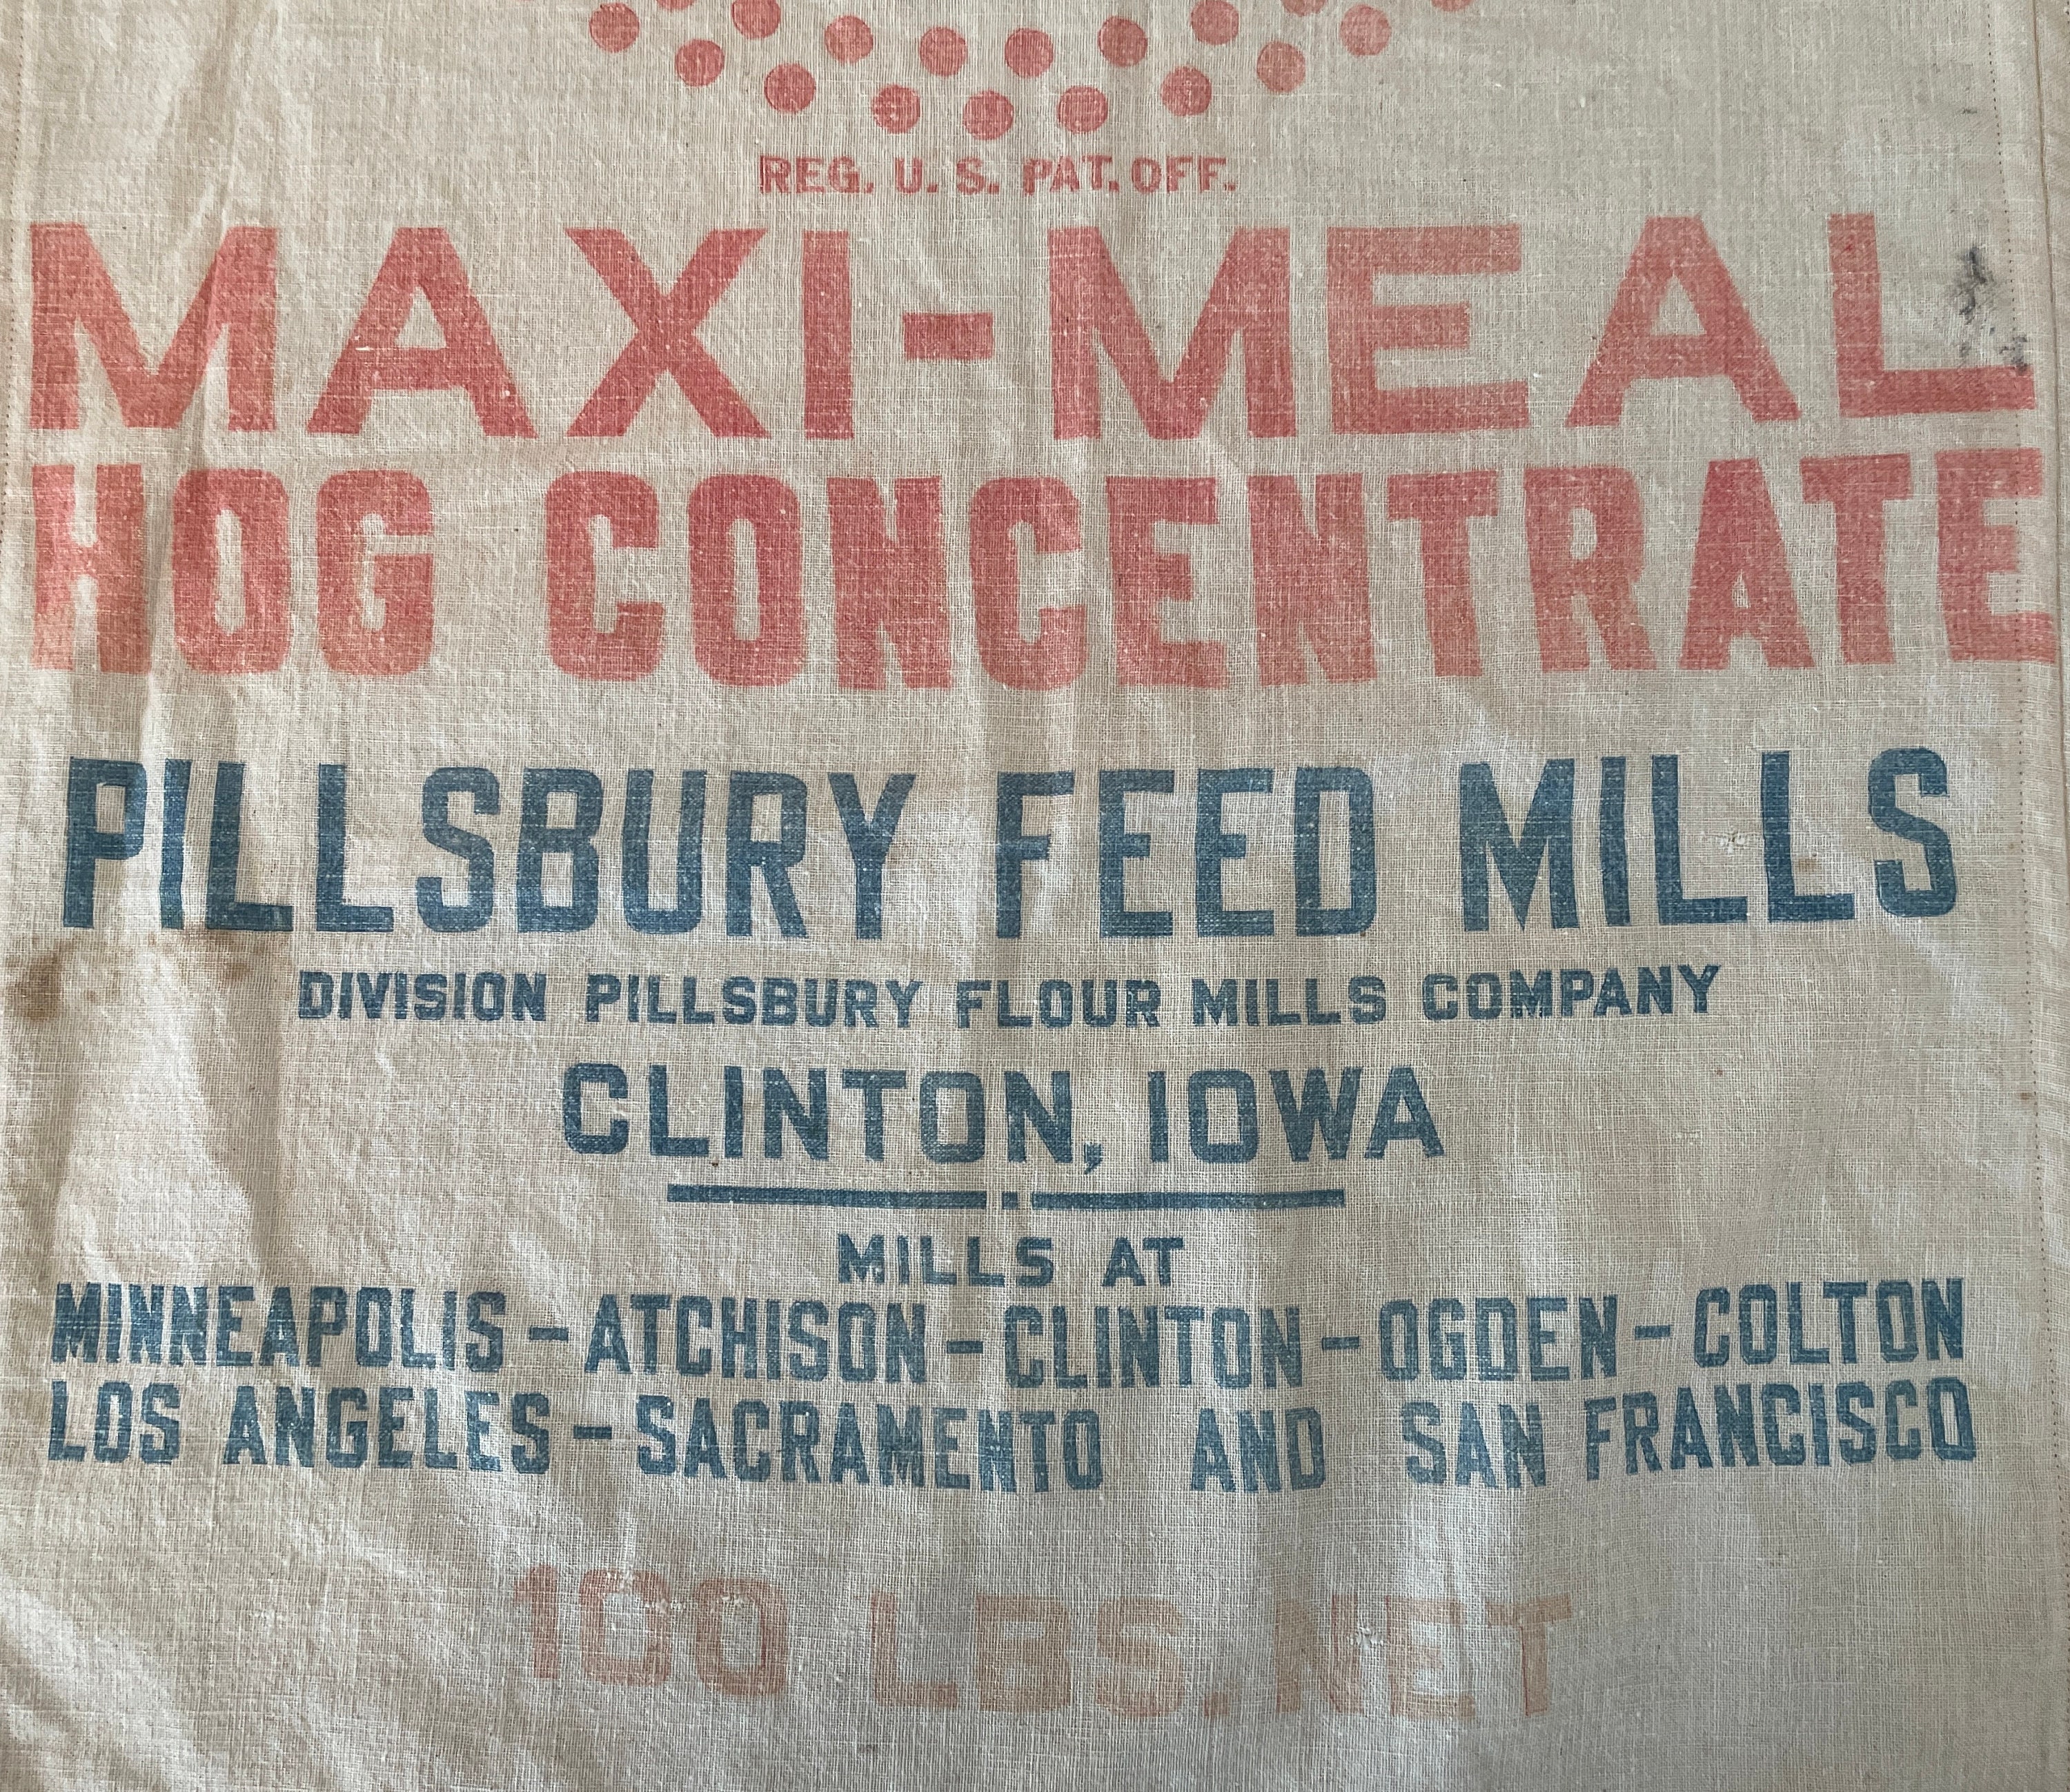 REG. U. S. PAT. OFF.
MAXI-MEAL
HOG CONCENTRATE
PILLSBURY FEED MILLS
DIVISION PILLSBURY FLOUR MILLS COMPANY
CLINTON, IOWA
MILLS AT
MINNEAPOLIS - ATCHISON - CLINTON - OGDEN - COLTON
LOS ANGELES - SACRAMENTO AND SAN FRANCISCO
100 LBS. NET